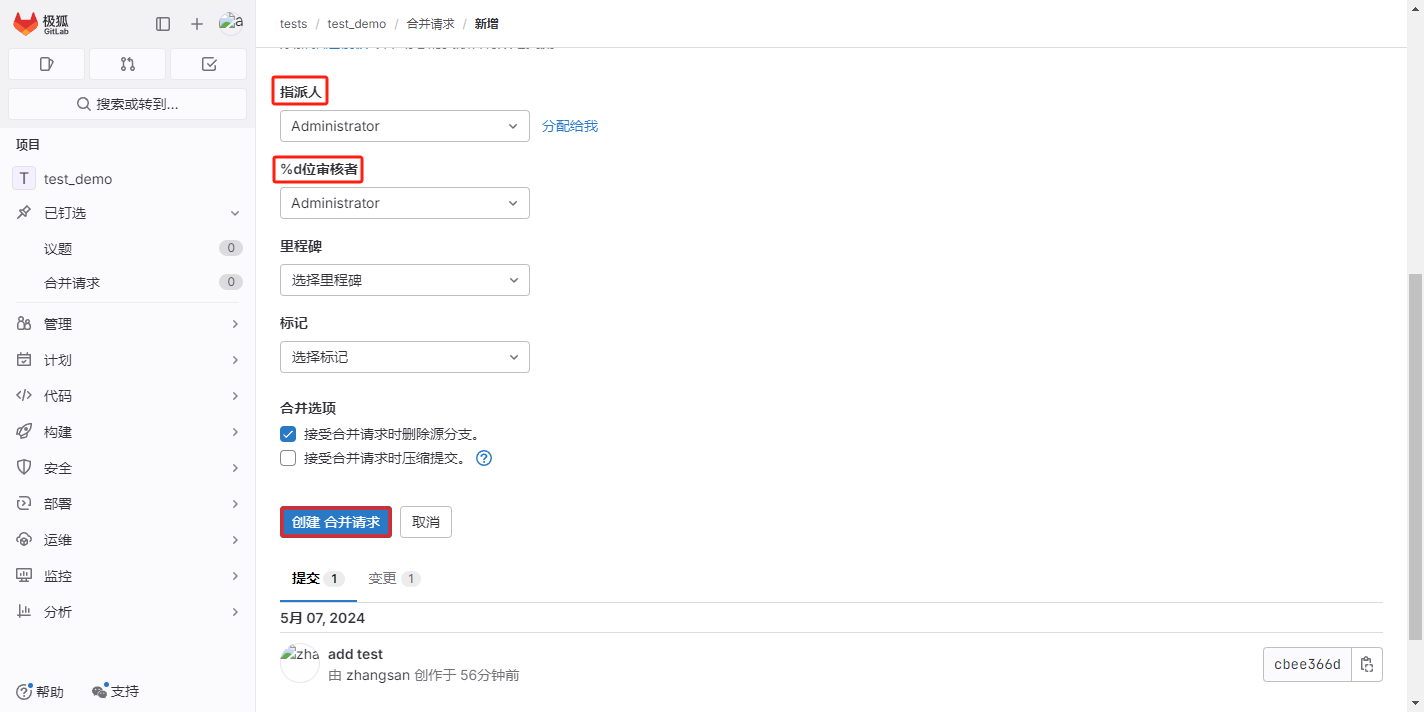 极狐
GitLab
a
搜索或转到...
项目
T test_demo
已钉选
议题 0
合并请求 0
管理
计划
代码
构建
安全
部署
运维
监控
分析
帮助 支持
tests / test_demo / 合并请求 / 新增
指派人
Administrator 分配给我
%d位审核者
Administrator
里程碑
选择里程碑
标记
选择标记
合并选项
接受合并请求时删除源分支。
接受合并请求时压缩提交。
创建 合并请求 取消
提交 1 变更 1
5月 07, 2024
zha add test cbee366d
由 zhangsan 创作于 56分钟前